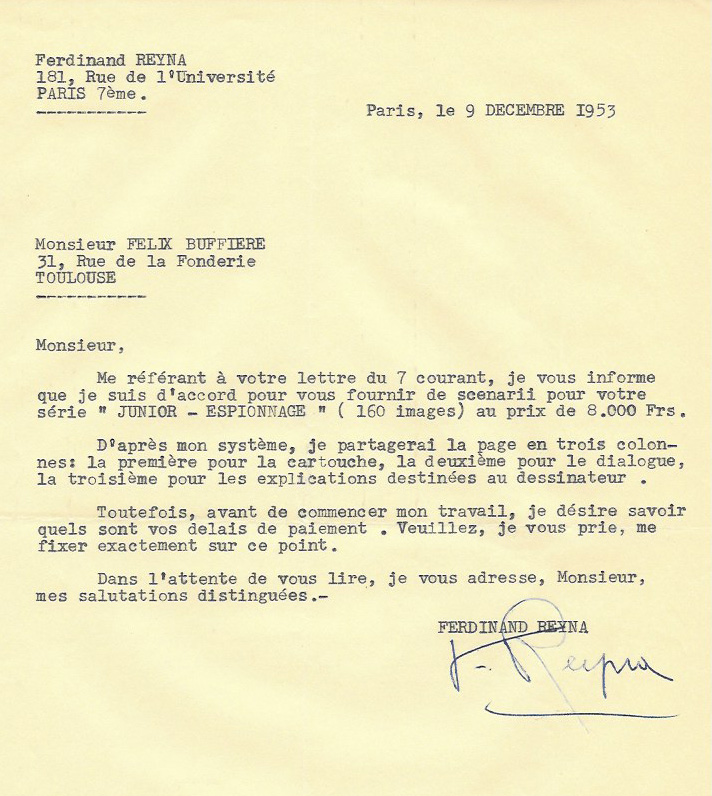 Ferdinand REYNA
181, Rue de l'Université
PARIS 7ème.
Paris, le 9 DECEMBRE 1953
Monsieur FELIX BUFFIERE
31, Rue de la Fonderie
TOULOUSE
Monsieur,
Me référant à votre lettre du 7 courant, je vous informe
que je suis d'accord pour vous fournir de scenarii pour votre
série " JUNIOR - ESPIONNAGE " ( 160 images) au prix de 8.000 Frs.
D'après mon système, je partagerai la page en trois colon-
nes: la première pour la cartouche, la deuxième pour le dialogue,
la troisième pour les explications destinées au dessinateur .
Toutefois, avant de commencer mon travail, je désire savoir
quels sont vos delais de paiement . Veuillez, je vous prie, me
fixer exactement sur ce point.
Dans l'attente de vous lire, je vous adresse, Monsieur,
mes salutations distinguées.-
FERDINAND REYNA
F. Reyna